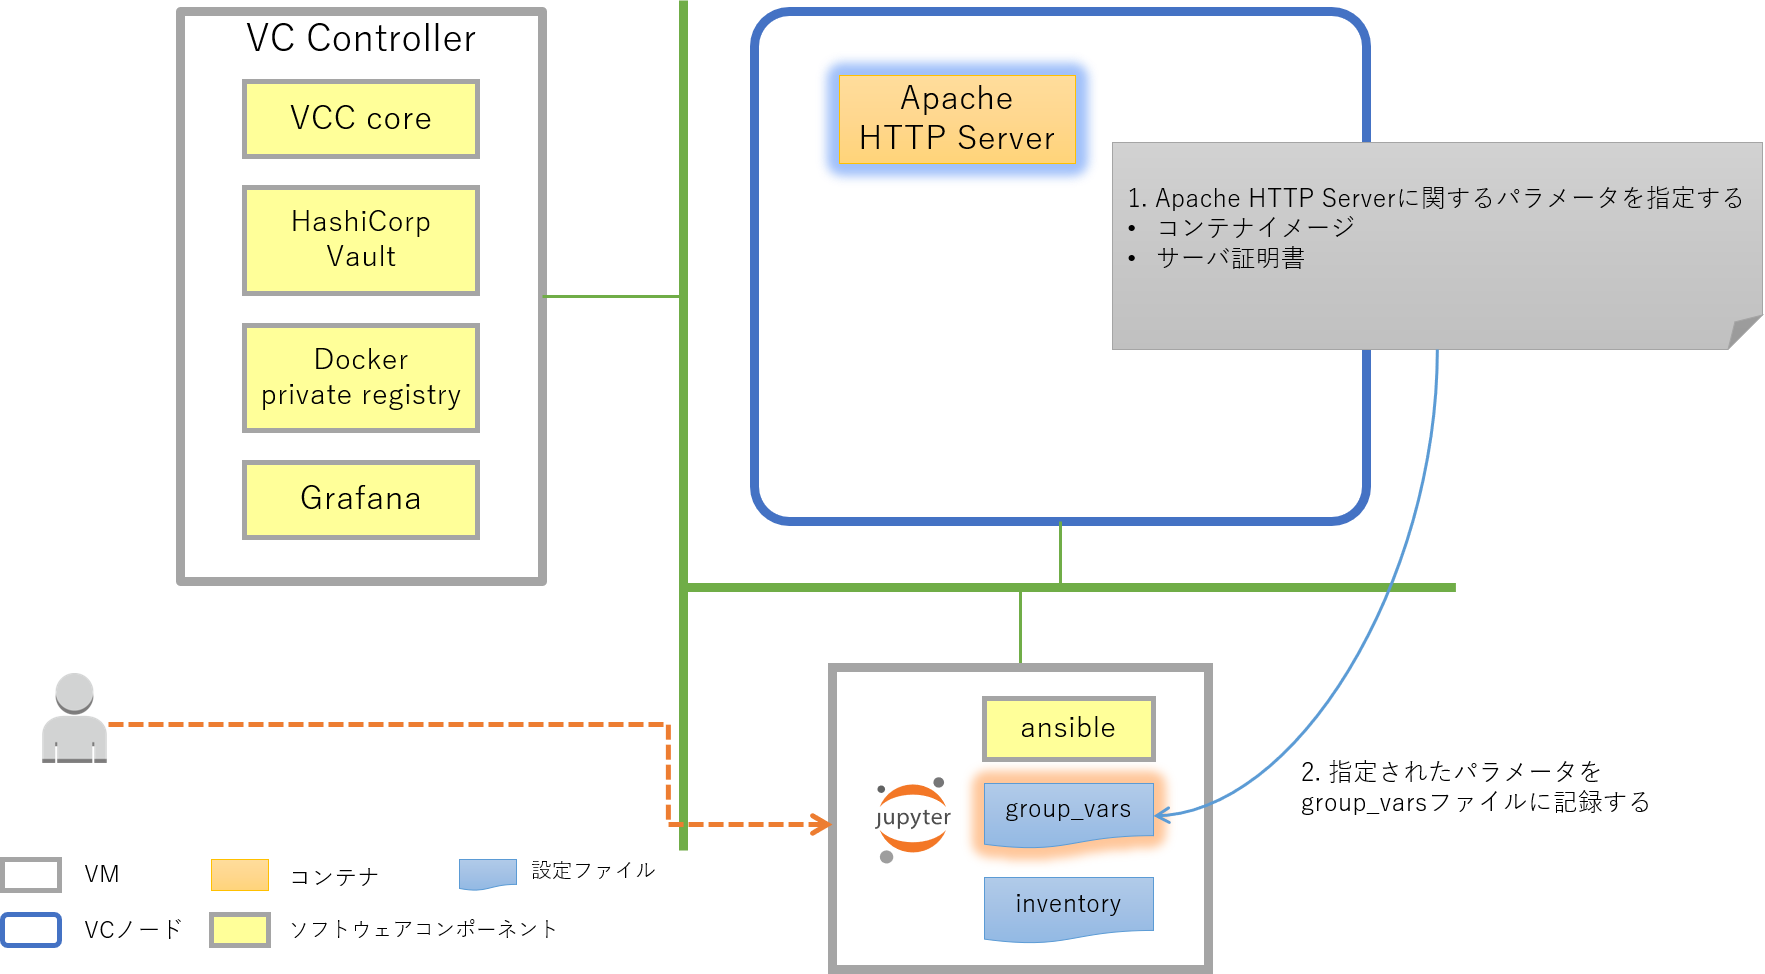 VC Controller
VCC core
HashiCorp
Vault
Docker
private registry
Grafana
Apache
HTTP Server
1. Apache HTTP Serverに関するパラメータを指定する
• コンテナイメージ
• サーバ証明書
ansible
jupyter
group_vars
inventory
2. 指定されたパラメータを
group_varsファイルに記録する
VM
コンテナ
設定ファイル
VCノード
ソフトウェアコンポーネント